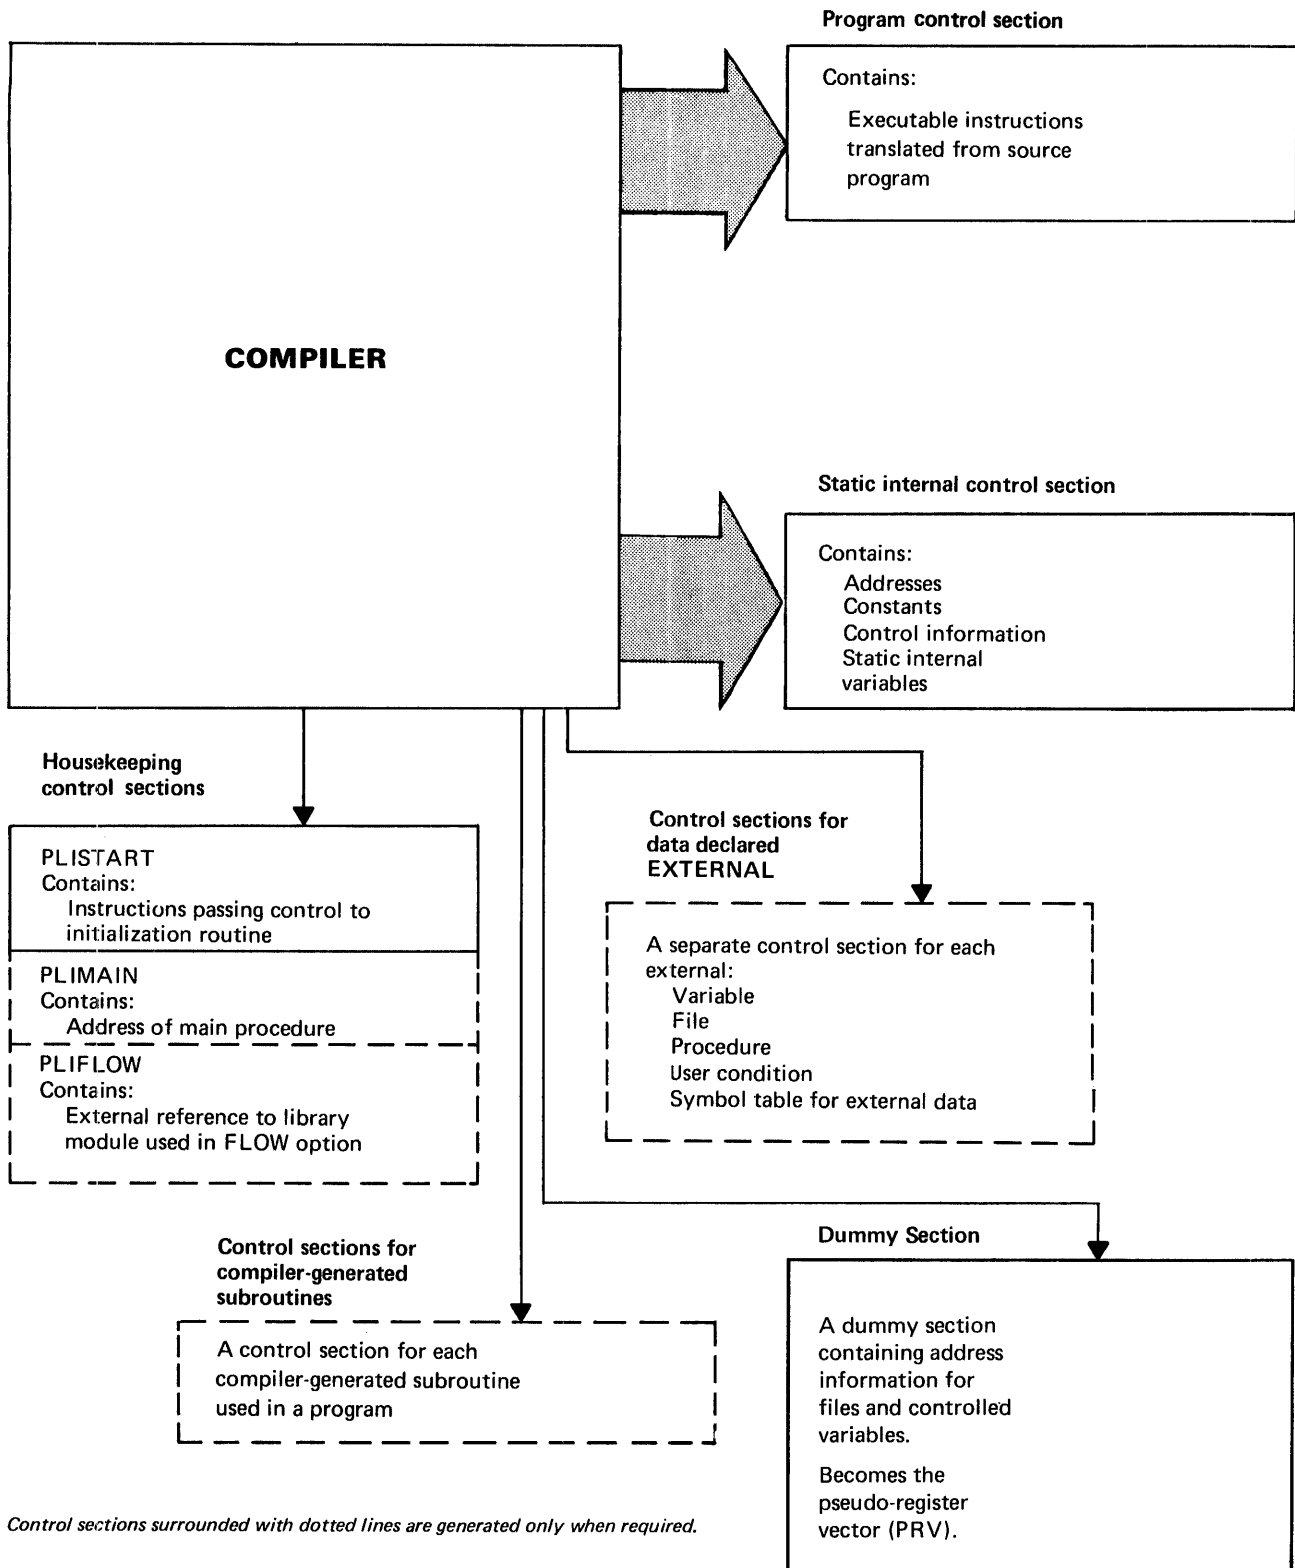 Program control section
Contains:
Executable instructions
translated from source
program
COMPILER
Static internal control section
Contains:
Addresses
Constants
Control information
Static internal
variables
Housekeeping
control sections
PLISTART
Contains:
Instructions passing control to
initialization routine
PLIMAIN
Contains:
Address of main procedure
PLIFLOW
Contains:
External reference to library
module used in FLOW option
Control sections for
data declared
EXTERNAL
A separate control section for each
external:
Variable
File
Procedure
User condition
Symbol table for external data
Control sections for
compiler-generated
subroutines
A control section for each
compiler-generated subroutine
used in a program
Dummy Section
A dummy section
containing address
information for
files and controlled
variables.
Becomes the
pseudo-register
vector (PRV).
Control sections surrounded with dotted lines are generated only when required.